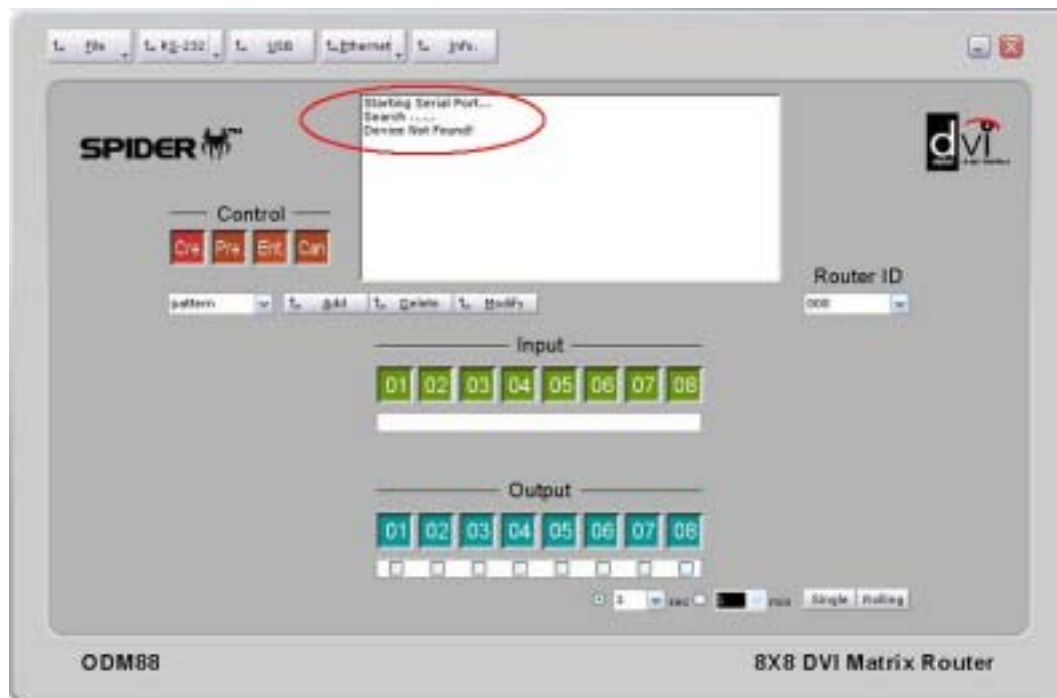 File RS-232 USB Ethernet Info.
Starting Serial Port...
Search .....
Device Not Found!
SPIDER™
dvi
Control
Cre Pre Ent Can
Router ID
pattern Add Delete Modify
000
Input
01 02 03 04 05 06 07 08
Output
01 02 03 04 05 06 07 08
sec min Single Rolling
ODM88
8X8 DVI Matrix Router